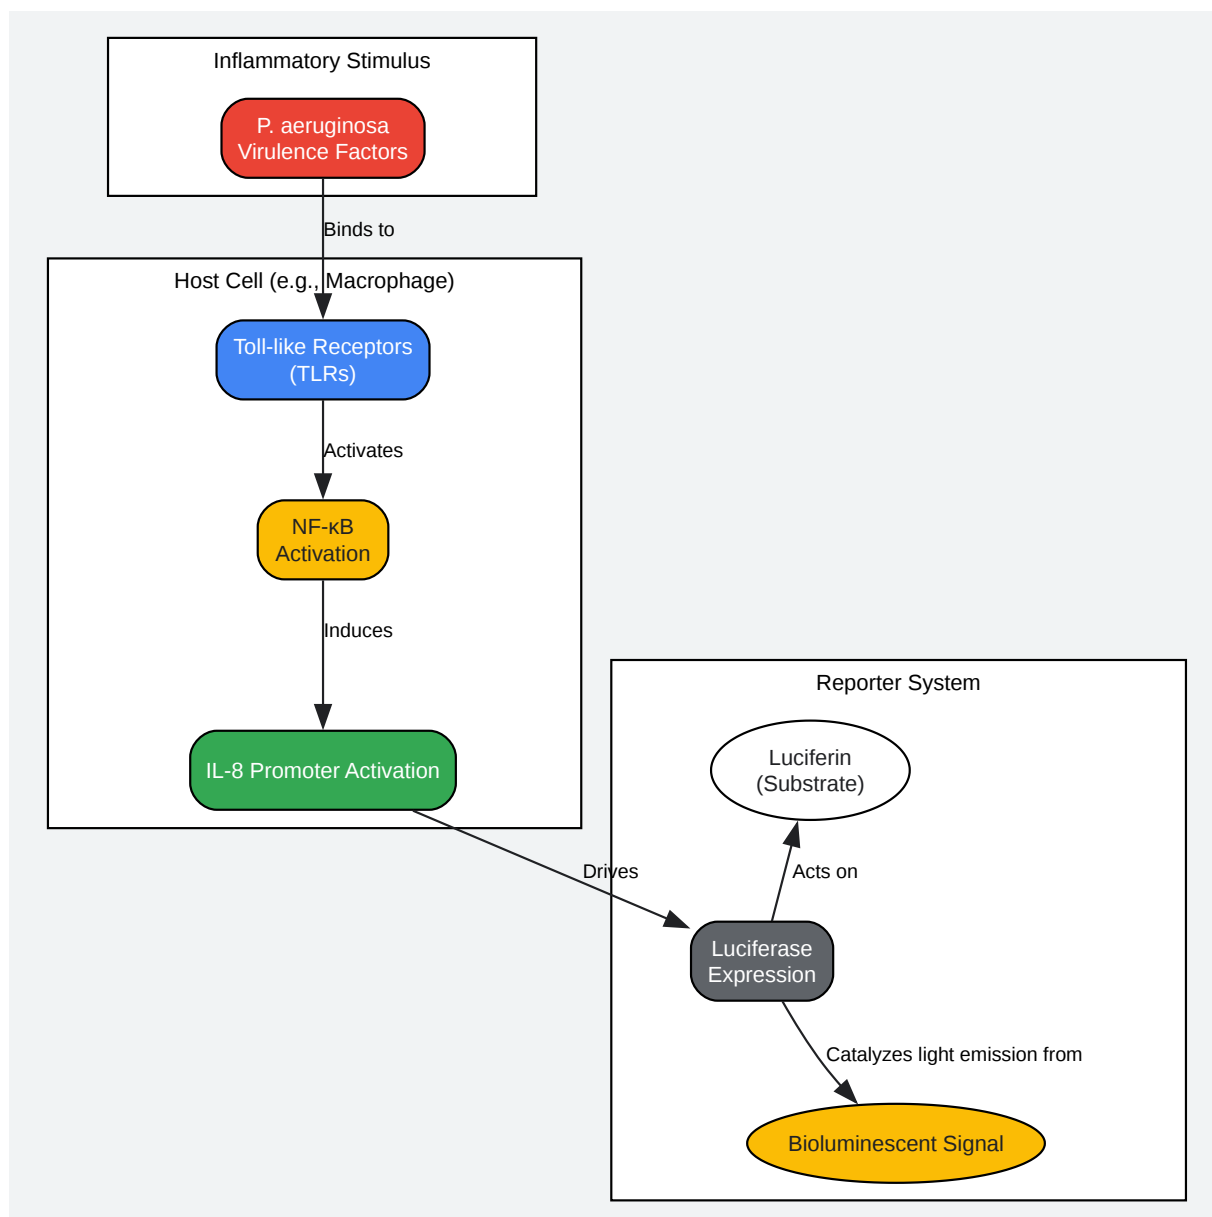 Inflammatory Stimulus
P. aeruginosa
Virulence Factors
Binds to
Host Cell (e.g., Macrophage)
Toll-like Receptors
(TLRs)
Activates
NF-κB
Activation
Induces
IL-8 Promoter Activation
Drives
Reporter System
Luciferin
(Substrate)
Acts on
Luciferase
Expression
Catalyzes light emission from
Bioluminescent Signal